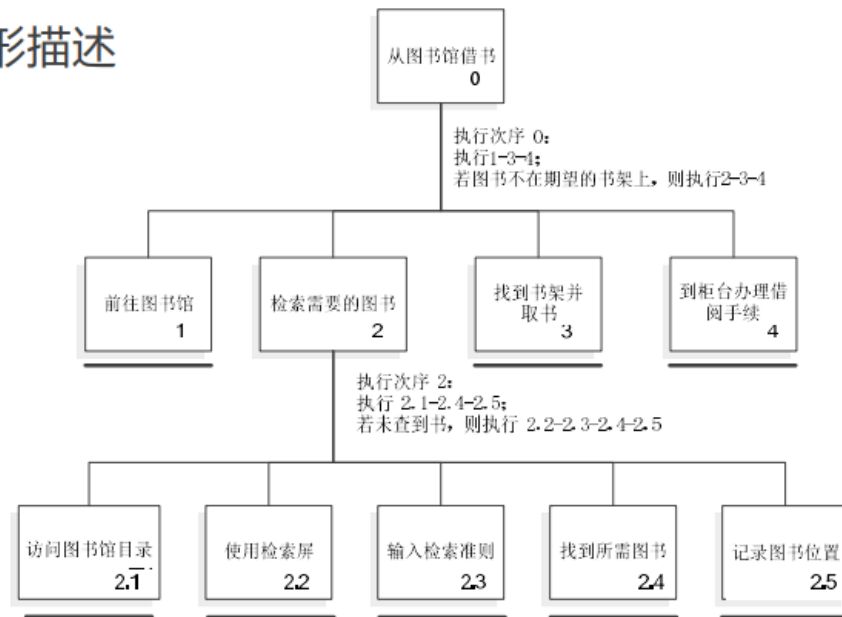 形描述
从图书馆借书
0
执行次序 0:
执行1-3-4;
若图书不在期望的书架上，则执行2-3-4
前往图书馆
1
检索需要的图书
2
找到书架并
取书
3
到柜台办理借
阅手续
4
执行次序 2:
执行 2.1-2.4-2.5;
若未查到书，则执行 2.2-2.3-2.4-2.5
访问图书馆目录
2.1
使用检索屏
2.2
输入检索准则
2.3
找到所需图书
2.4
记录图书位置
2.5